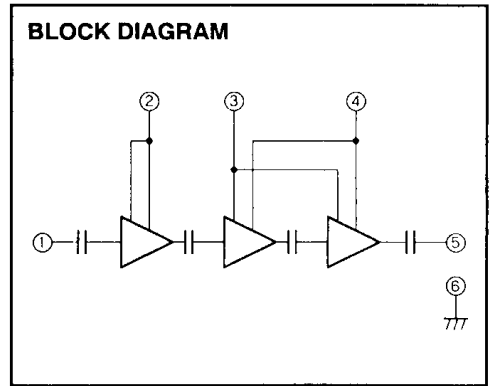 BLOCK DIAGRAM
② ③ ④
① ⑤
⑥